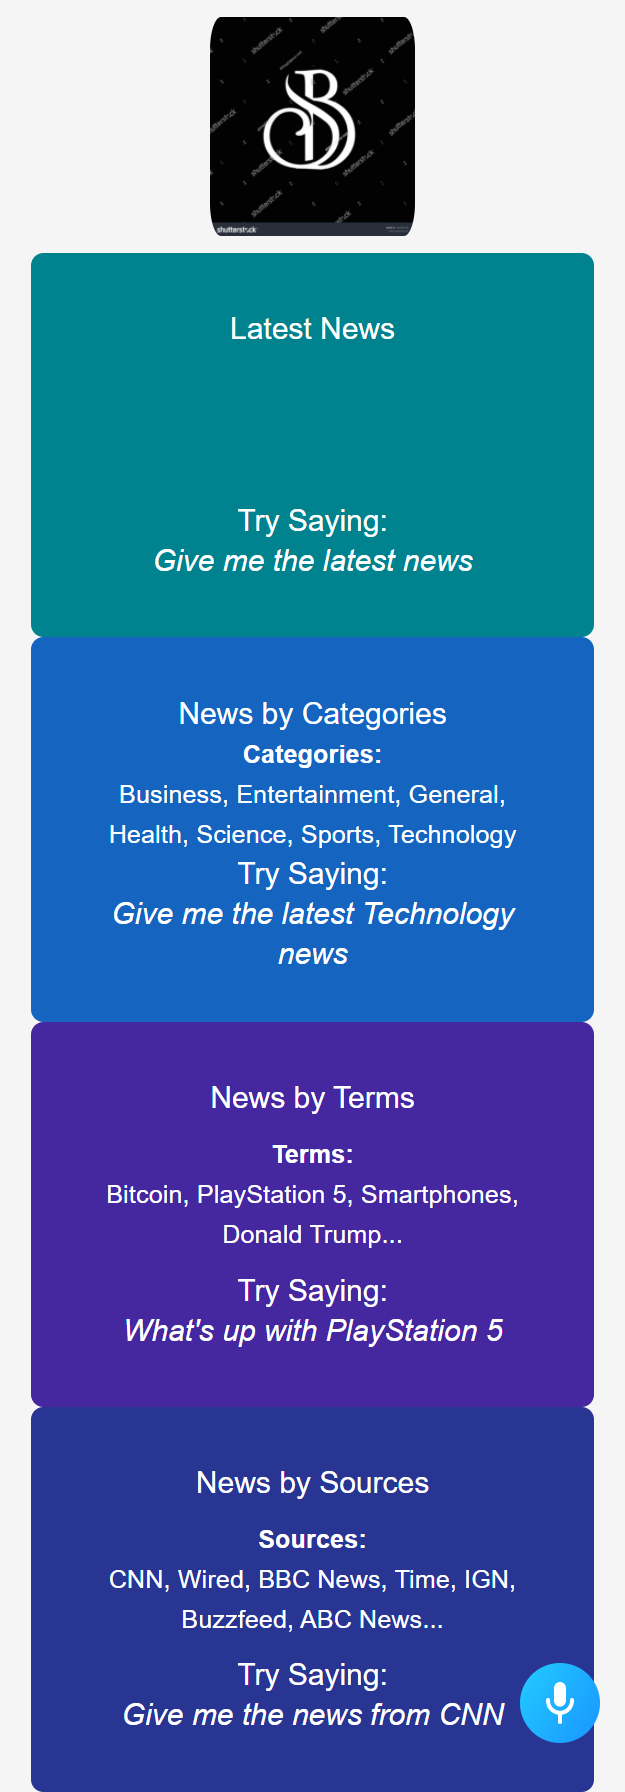 SB
shutterstock
Latest News
Try Saying:
Give me the latest news
News by Categories
Categories:
Business, Entertainment, General,
Health, Science, Sports, Technology
Try Saying:
Give me the latest Technology
news
News by Terms
Terms:
Bitcoin, PlayStation 5, Smartphones,
Donald Trump...
Try Saying:
What's up with PlayStation 5
News by Sources
Sources:
CNN, Wired, BBC News, Time, IGN,
Buzzfeed, ABC News...
Try Saying:
Give me the news from CNN